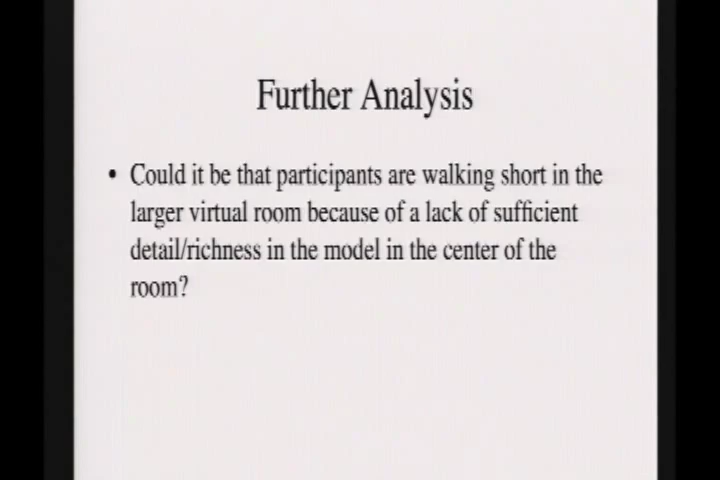 Further Analysis
• Could it be that participants are walking short in the
larger virtual room because of a lack of sufficient
detail/richness in the model in the center of the
room?